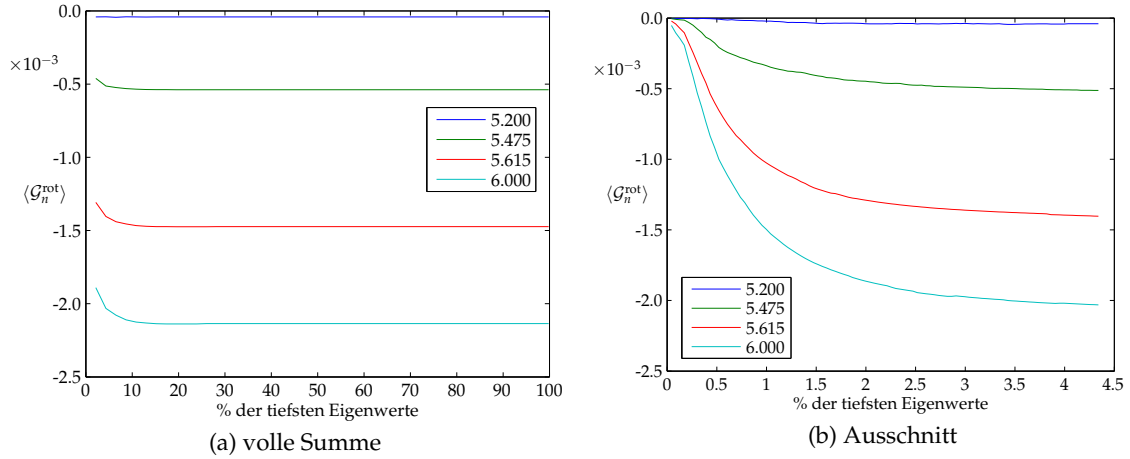 0.0
×10⁻³
-0.5
-1.0
⟨𝒢ₙʳᵒᵗ⟩
-1.5
-2.0
-2.5
0 10 20 30 40 50 60 70 80 90 100
% der tiefsten Eigenwerte
5.200
5.475
5.615
6.000
(a) volle Summe
0.0
×10⁻³
-0.5
-1.0
⟨𝒢ₙʳᵒᵗ⟩
-1.5
-2.0
-2.5
0 0.5 1 1.5 2 2.5 3 3.5 4 4.5
% der tiefsten Eigenwerte
5.200
5.475
5.615
6.000
(b) Ausschnitt